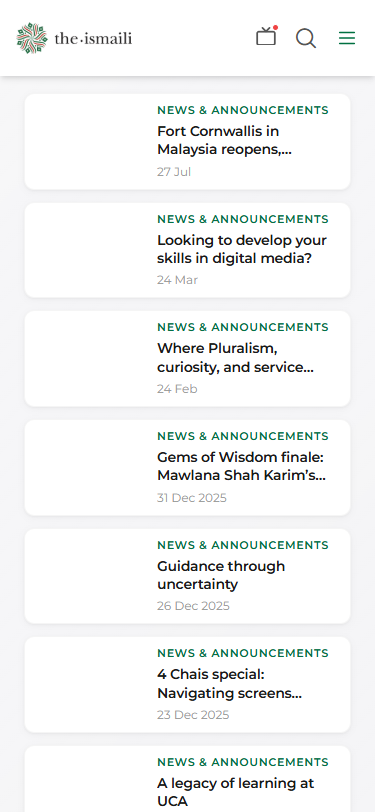 the·ismaili
NEWS & ANNOUNCEMENTS
Fort Cornwallis in
Malaysia reopens,...
27 Jul
NEWS & ANNOUNCEMENTS
Looking to develop your
skills in digital media?
24 Mar
NEWS & ANNOUNCEMENTS
Where Pluralism,
curiosity, and service...
24 Feb
NEWS & ANNOUNCEMENTS
Gems of Wisdom finale:
Mawlana Shah Karim’s...
31 Dec 2025
NEWS & ANNOUNCEMENTS
Guidance through
uncertainty
26 Dec 2025
NEWS & ANNOUNCEMENTS
4 Chais special:
Navigating screens...
23 Dec 2025
NEWS & ANNOUNCEMENTS
A legacy of learning at
UCA